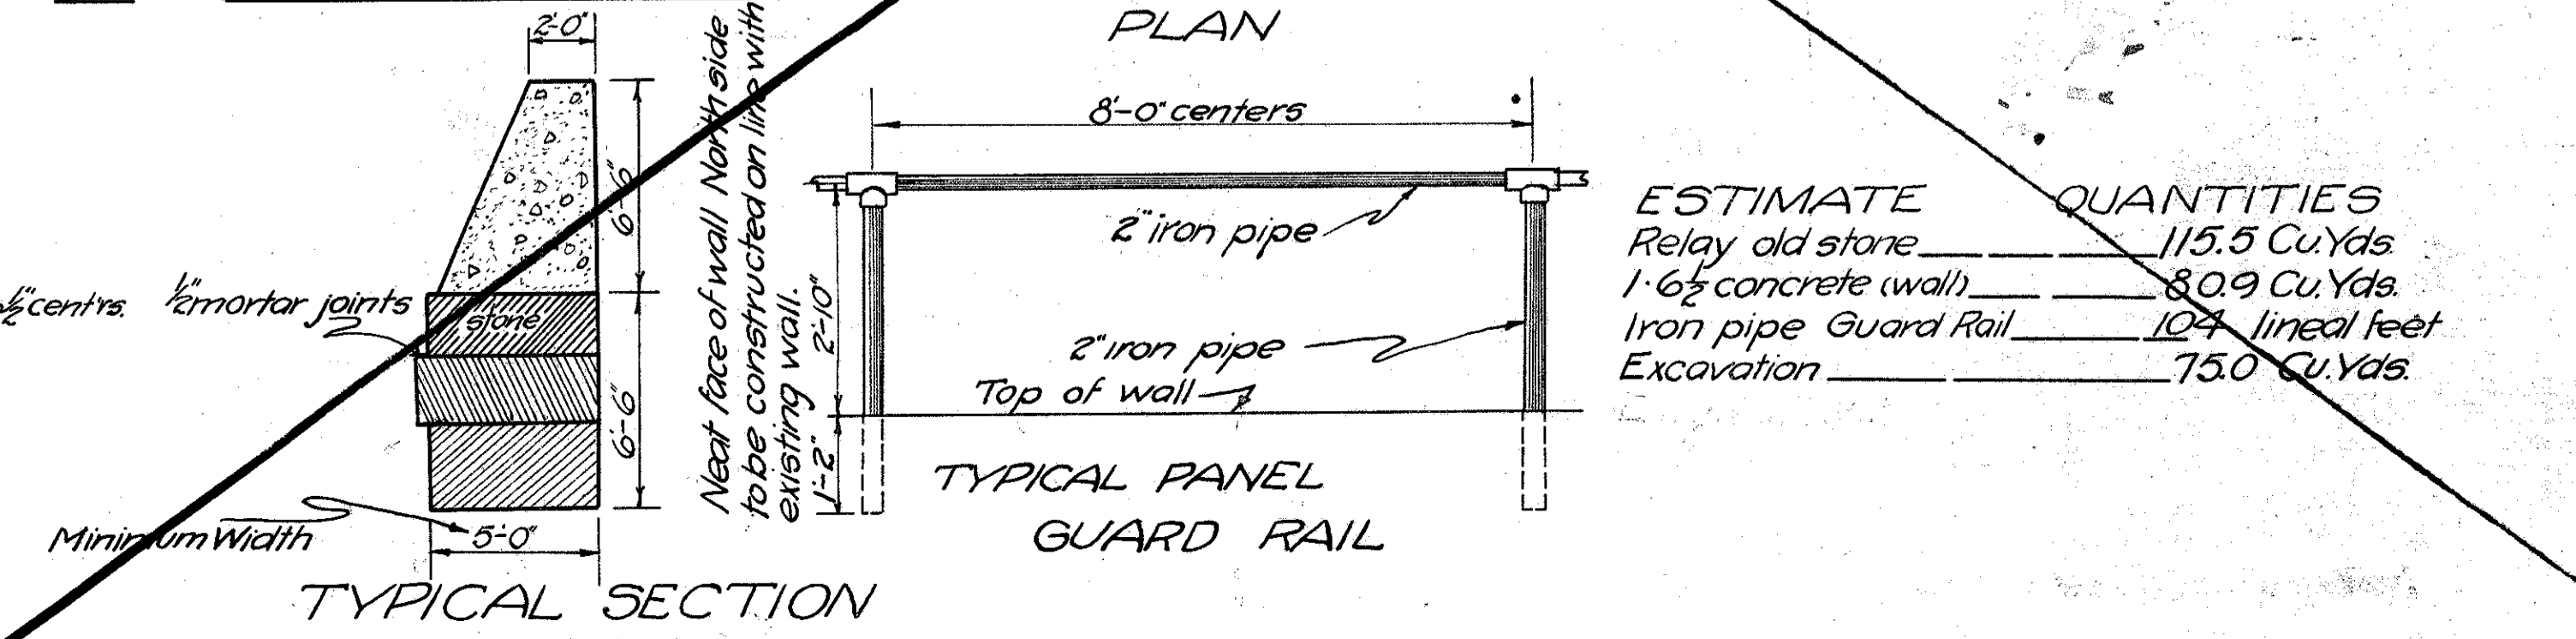 PLAN
2'-0"
6'-6"
½" centrs.
½" mortar joints
stone
6'-6"
Minimum Width
5'-0"
TYPICAL SECTION
Neat face of wall North side
to be constructed on line with
existing wall.
8'-0" centers
2" iron pipe
2'-10"
2" iron pipe
Top of wall
1'-2"
TYPICAL PANEL
GUARD RAIL
ESTIMATE QUANTITIES
Relay old stone 115.5 Cu.Yds.
1·6½ concrete (wall) 80.9 Cu.Yds.
Iron pipe Guard Rail 104 lineal feet
Excavation 75.0 Cu.Yds.